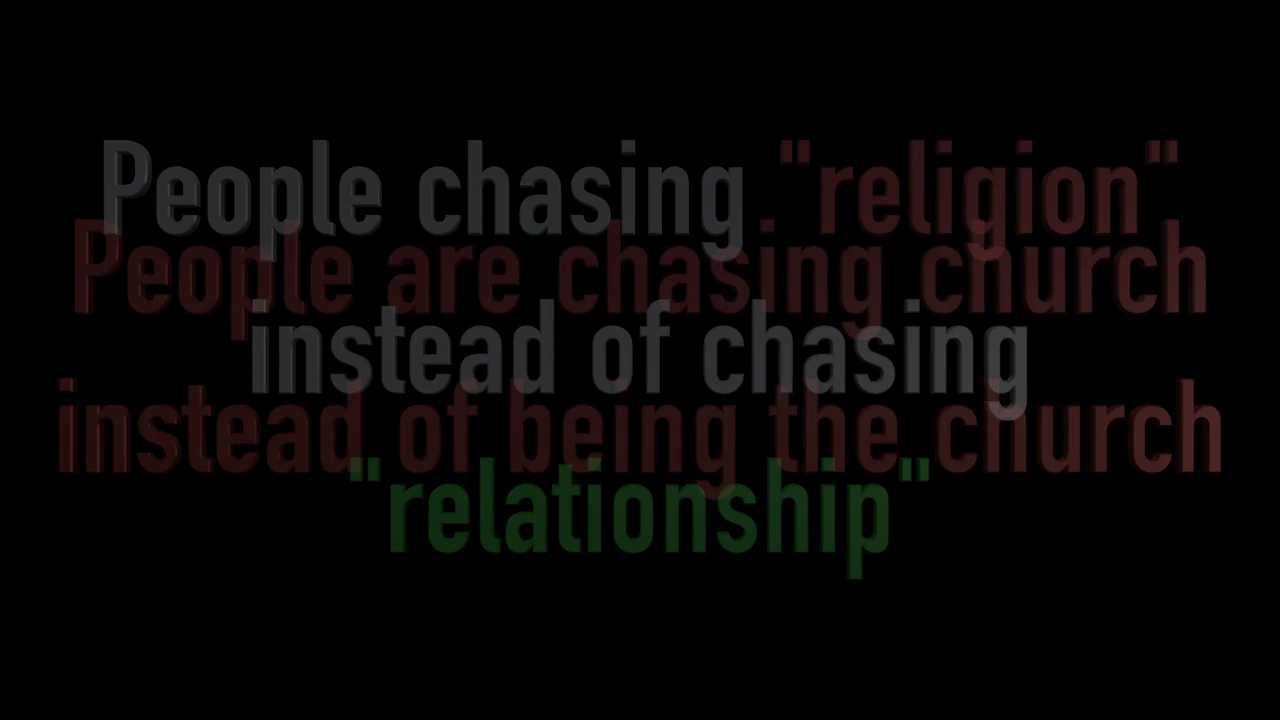 People chasing "religion"
People are chasing church
instead of chasing
instead of being the church
"relationship"